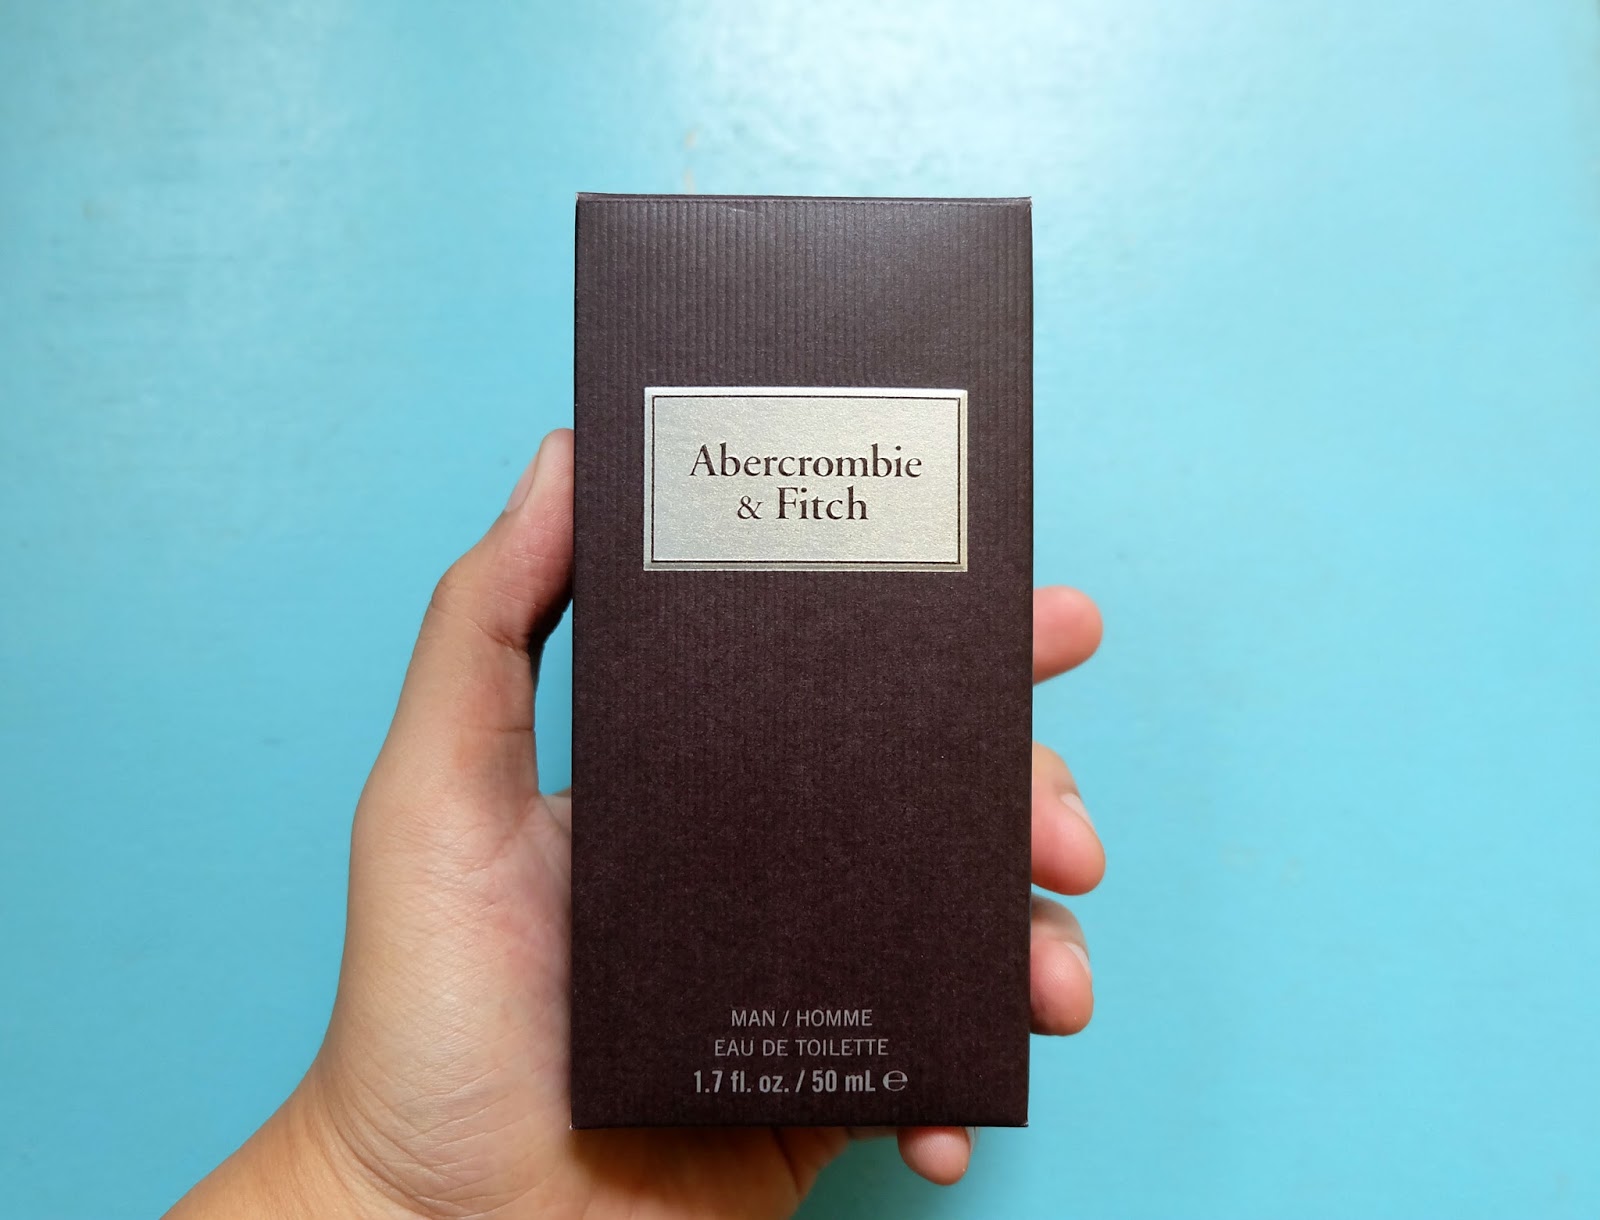 Abercrombie
& Fitch
MAN / HOMME
EAU DE TOILETTE
1.7 fl. oz. / 50 mL ℮